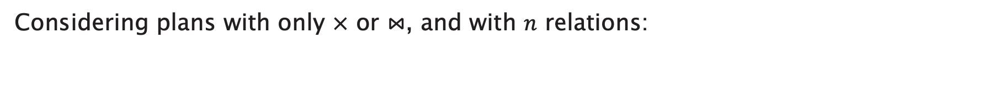 Considering plans with only × or ⋈, and with n relations: